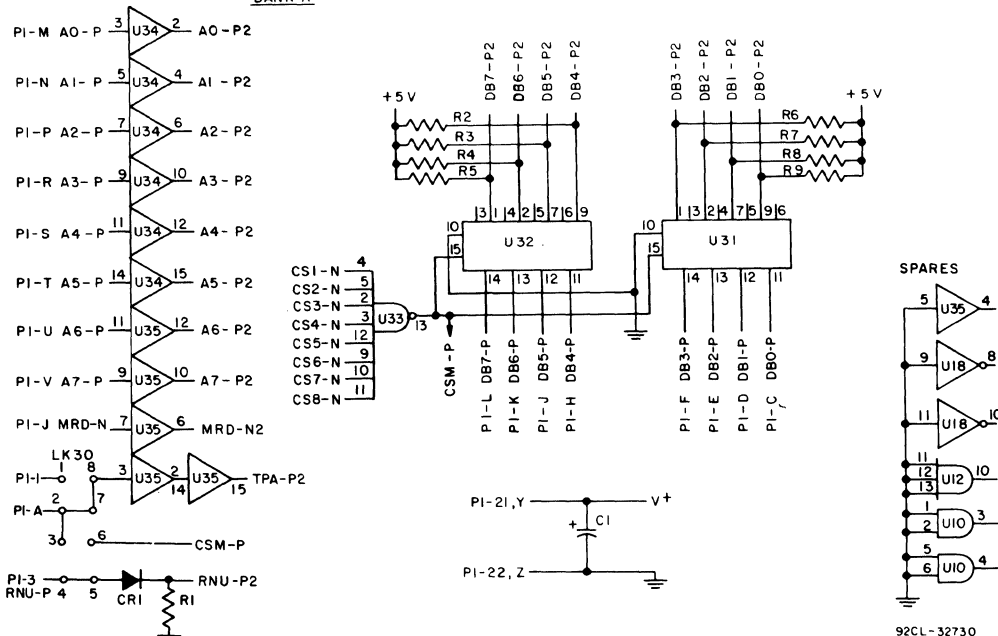 P1-M A0-P 3 U34 2 A0-P2
P1-N A1-P 5 U34 4 A1-P2
P1-P A2-P 7 U34 6 A2-P2
P1-R A3-P 9 U34 10 A3-P2
P1-S A4-P 11 U34 12 A4-P2
P1-T A5-P 14 U34 15 A5-P2
P1-U A6-P 11 U35 12 A6-P2
P1-V A7-P 9 U35 10 A7-P2
P1-J MRD-N 7 U35 6 MRD-N2
LK30
P1-1 1 8 3 U35 2 14 U35 15 TPA-P2
P1-A 2 7
3 6 CSM-P
P1-3 RNU-P2
RNU-P 4 5 CR1 R1
DB7-P2 DB6-P2 DB5-P2 DB4-P2
+5V
R2
R3
R4
R5
3 1 4 2 5 7 6 9
10
15
U32
14 13 12 11
P1-L DB7-P P1-K DB6-P P1-J DB5-P P1-H DB4-P
DB3-P2 DB2-P2 DB1-P2 DB0-P2
+5V
R6
R7
R8
R9
1 3 2 4 7 5 9 6
10
15
U31
14 13 12 11
P1-F DB3-P P1-E DB2-P P1-D DB1-P P1-C DB0-P
CS1-N 4
CS2-N 5
CS3-N 2
CS4-N 3
CS5-N 12
CS6-N 9
CS7-N 10
CS8-N 11
U33 13
CSM-P
P1-21,Y V+
+ C1
P1-22,Z
SPARES
5 U35 4
9 U18 8
11 U18 10
11
12 U12 10
13
1 U10 3
2
5 U10 4
6
92CL-32730